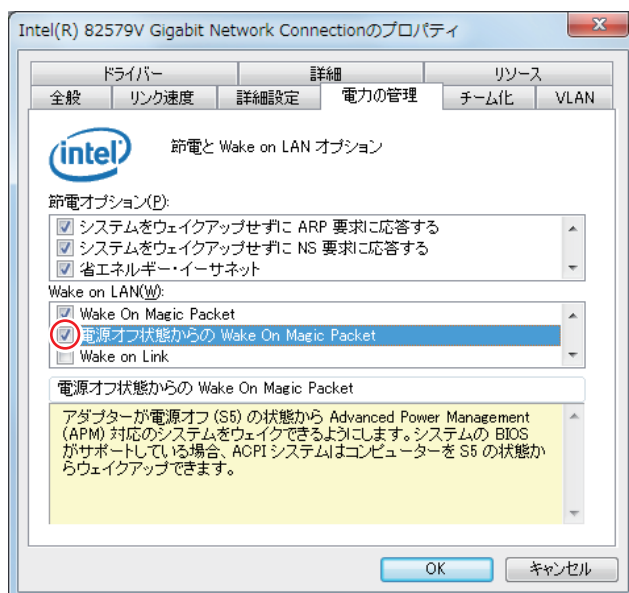 Intel(R) 82579V Gigabit Network Connectionのプロパティ
ドライバー 詳細 リソース
全般 リンク速度 詳細設定 電力の管理 チーム化 VLAN
intel 節電と Wake on LAN オプション
節電オプション(P):
システムをウェイクアップせずに ARP 要求に応答する
システムをウェイクアップせずに NS 要求に応答する
省エネルギー・イーサネット
Wake on LAN(W):
Wake On Magic Packet
電源オフ状態からの Wake On Magic Packet
Wake on Link
電源オフ状態からの Wake On Magic Packet
アダプターが電源オフ (S5) の状態から Advanced Power Management
(APM) 対応のシステムをウェイクできるようにします。システムの BIOS
がサポートしている場合、ACPI システムはコンピューターを S5 の状態か
らウェイクアップできます。
OK キャンセル